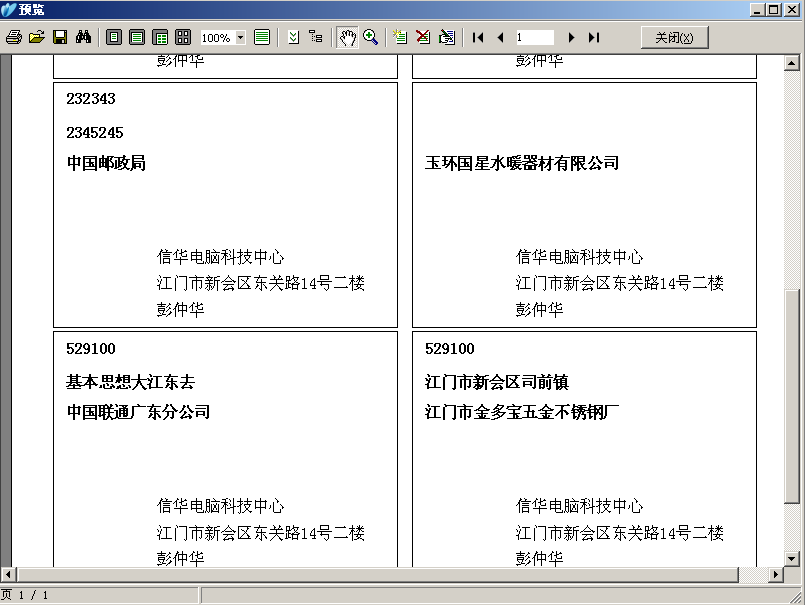 预览
100%
1
关闭(X)
彭仲华
彭仲华
232343
2345245
中国邮政局
信华电脑科技中心
江门市新会区东关路14号二楼
彭仲华
玉环国星水暖器材有限公司
信华电脑科技中心
江门市新会区东关路14号二楼
彭仲华
529100
基本思想大江东去
中国联通广东分公司
信华电脑科技中心
江门市新会区东关路14号二楼
彭仲华
529100
江门市新会区司前镇
江门市金多宝五金不锈钢厂
信华电脑科技中心
江门市新会区东关路14号二楼
彭仲华
页 1 / 1